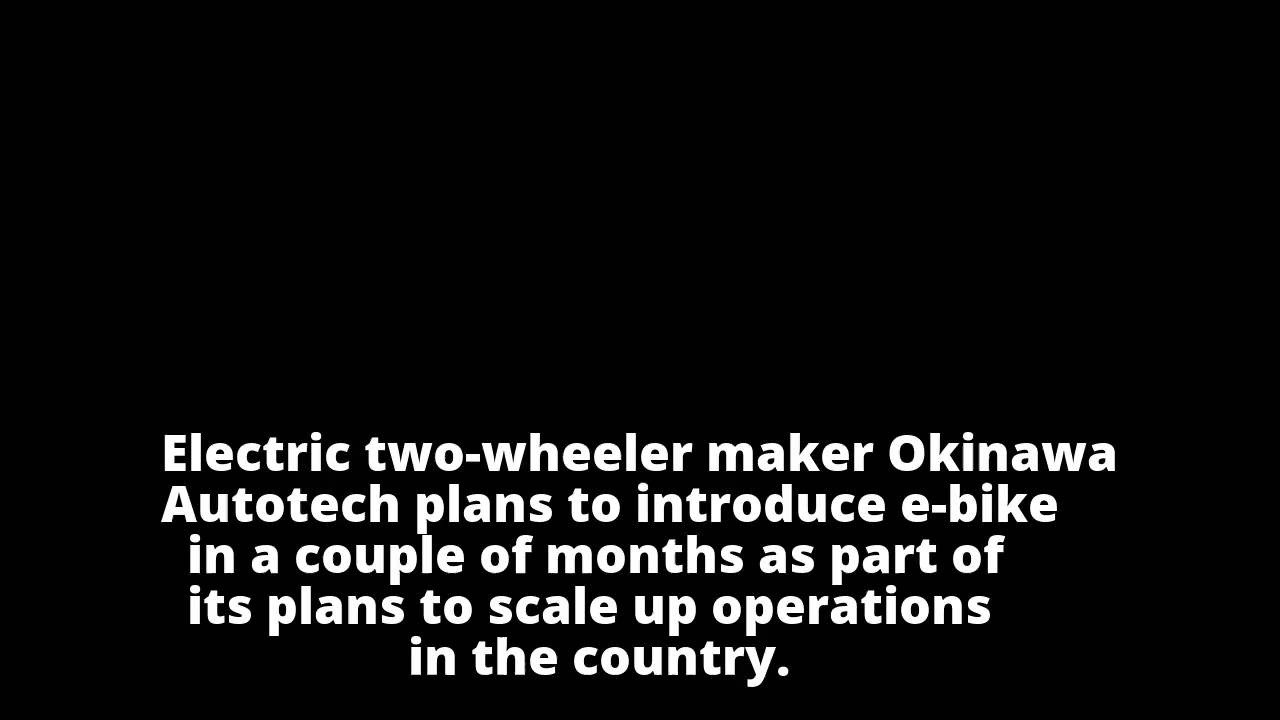 Electric two-wheeler maker Okinawa
Autotech plans to introduce e-bike
in a couple of months as part of
its plans to scale up operations
in the country.